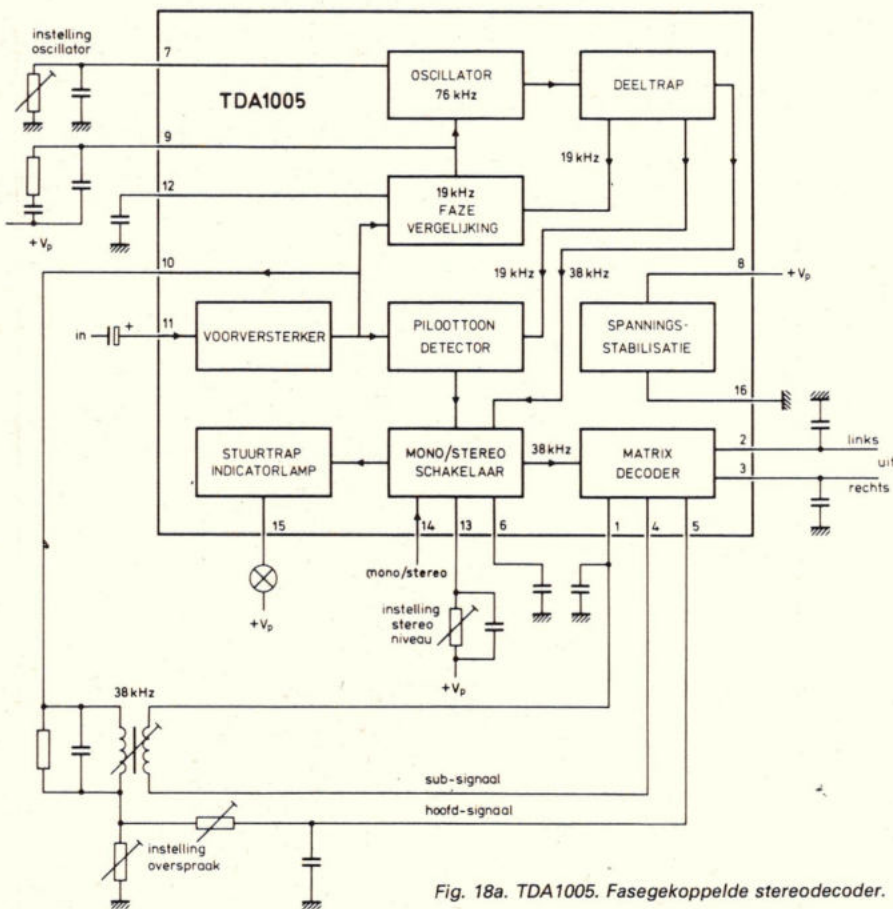 instelling
oscillator
7
TDA1005
OSCILLATOR
76 kHz
DEELTRAP
9
19 kHz
12
19 kHz
FAZE
VERGELIJKING
+Vp
10
19 kHz
38 kHz
8
+Vp
in
+
11
VOORVERSTERKER
PILOOTTOON
DETECTOR
SPANNINGS-
STABILISATIE
16
STUURTRAP
INDICATORLAMP
MONO/STEREO
SCHAKELAAR
38 kHz
MATRIX
DECODER
2
links
uit
3
rechts
15
14
13
6
1
4
5
mono/stereo
+Vp
instelling
stereo
niveau
+Vp
38 kHz
sub-signaal
hoofd-signaal
instelling
overspraak
Fig. 18a. TDA1005. Fasegekoppelde stereodecoder.